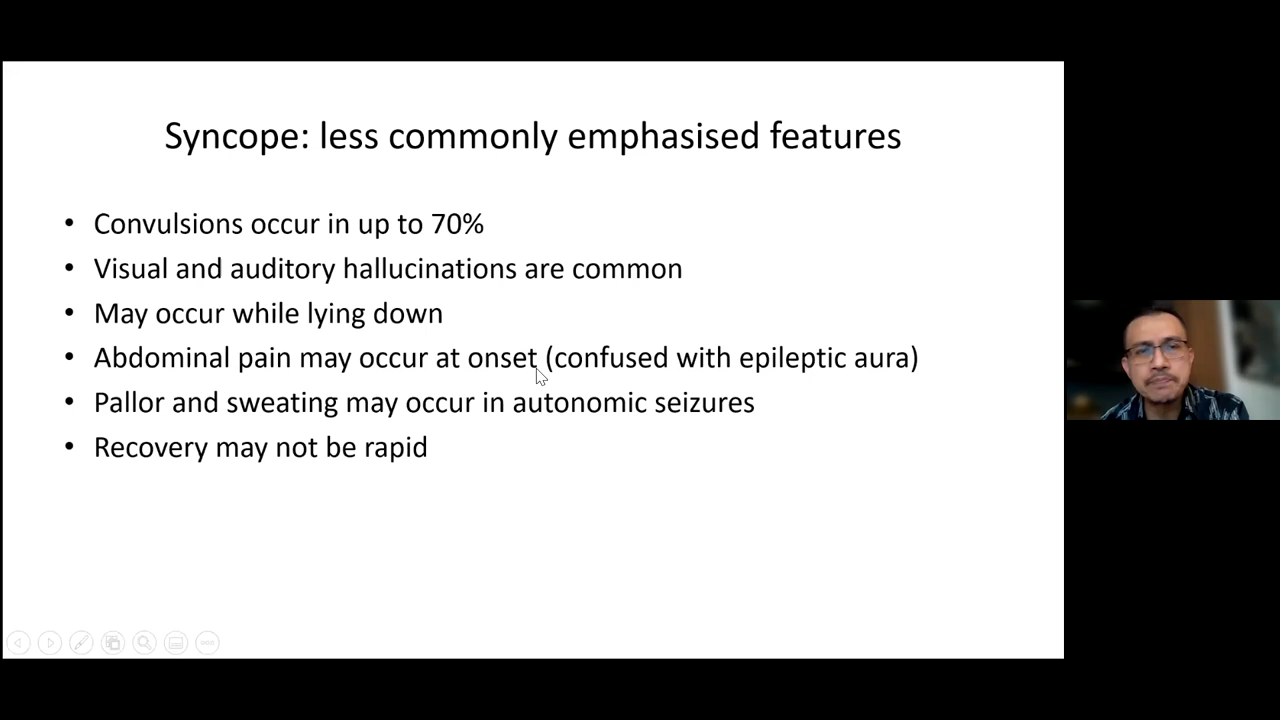 Syncope: less commonly emphasised features
• Convulsions occur in up to 70%
• Visual and auditory hallucinations are common
• May occur while lying down
• Abdominal pain may occur at onset (confused with epileptic aura)
• Pallor and sweating may occur in autonomic seizures
• Recovery may not be rapid